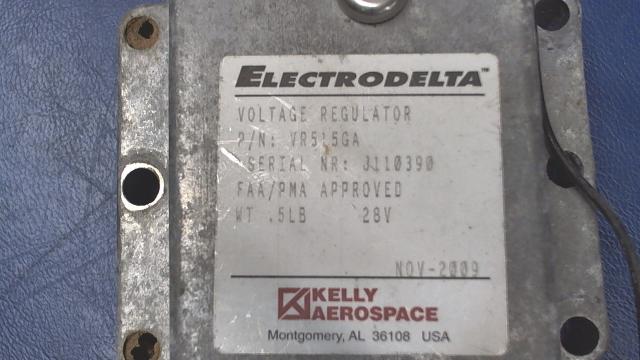 ELECTRODELTA™
VOLTAGE REGULATOR
P/N: VR515GA
SERIAL NR: J110390
FAA/PMA APPROVED
WT .5LB 28V
NOV-2009
KELLY
AEROSPACE
Montgomery, AL 36108 USA